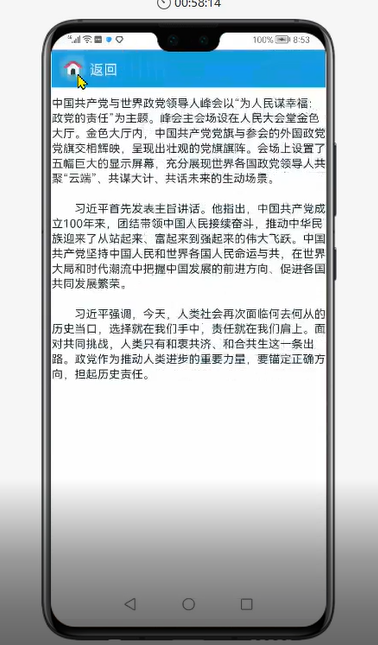 00:58:14
100% 8:53
返回
中国共产党与世界政党领导人峰会以“为人民谋幸福：
政党的责任”为主题。峰会主会场设在人民大会堂金色
大厅。金色大厅内，中国共产党党旗与参会的外国政党
党旗交相辉映，呈现出壮观的党旗旗阵。会场上设置了
五幅巨大的显示屏幕，充分展现世界各国政党领导人共
聚“云端”、共谋大计、共话未来的生动场景。
习近平首先发表主旨讲话。他指出，中国共产党成
立100年来，团结带领中国人民接续奋斗，推动中华民
族迎来了从站起来、富起来到强起来的伟大飞跃。中国
共产党坚持中国人民和世界各国人民命运与共，在世界
大局和时代潮流中把握中国发展的前进方向、促进各国
共同发展繁荣。
习近平强调，今天，人类社会再次面临何去何从的
历史当口，选择就在我们手中，责任就在我们肩上。面
对共同挑战，人类只有和衷共济、和合共生这一条出
路。政党作为推动人类进步的重要力量，要锚定正确方
向，担起历史责任。